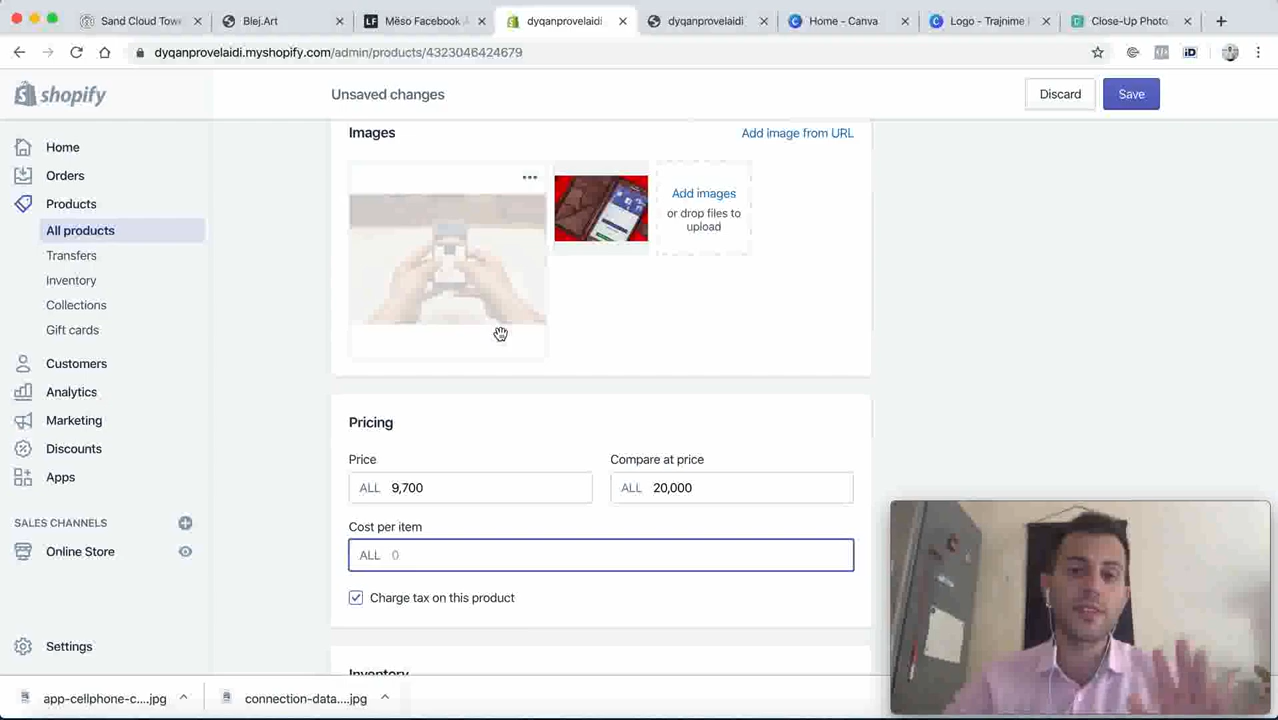 Sand Cloud Tow
Blej.Art
Mëso Facebook
dyqanprovelaidi
dyqanprovelaidi
Home - Canva
Logo - Trajnime
Close-Up Photo
dyqanprovelaidi.myshopify.com/admin/products/4323046424679
shopify
Unsaved changes
Discard
Save
Home
Orders
Products
All products
Transfers
Inventory
Collections
Gift cards
Customers
Analytics
Marketing
Discounts
Apps
SALES CHANNELS
Online Store
Settings
Images
Add image from URL
Add images
or drop files to
upload
Pricing
Price
Compare at price
ALL 9,700
ALL 20,000
Cost per item
ALL 0
Charge tax on this product
Inventory
app-cellphone-c....jpg
connection-data....jpg